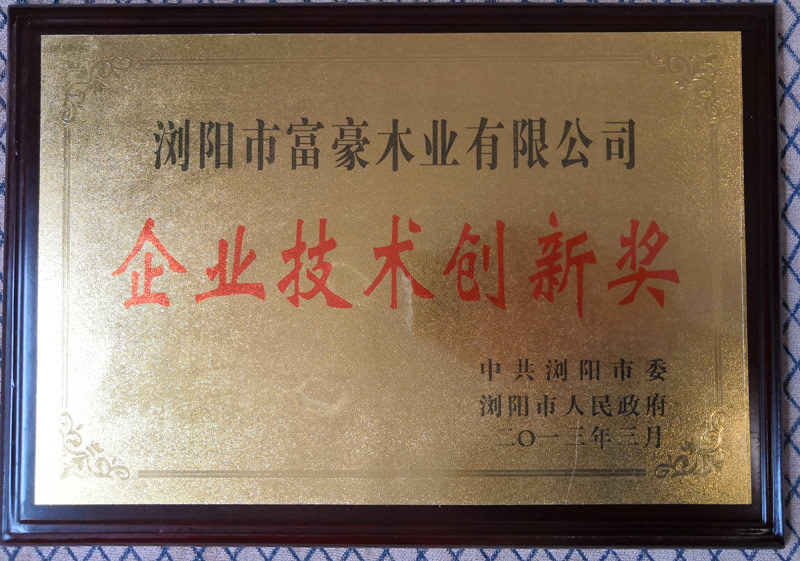 浏阳市富豪木业有限公司
企业技术创新奖
中共浏阳市委
浏阳市人民政府
二〇一三年三月